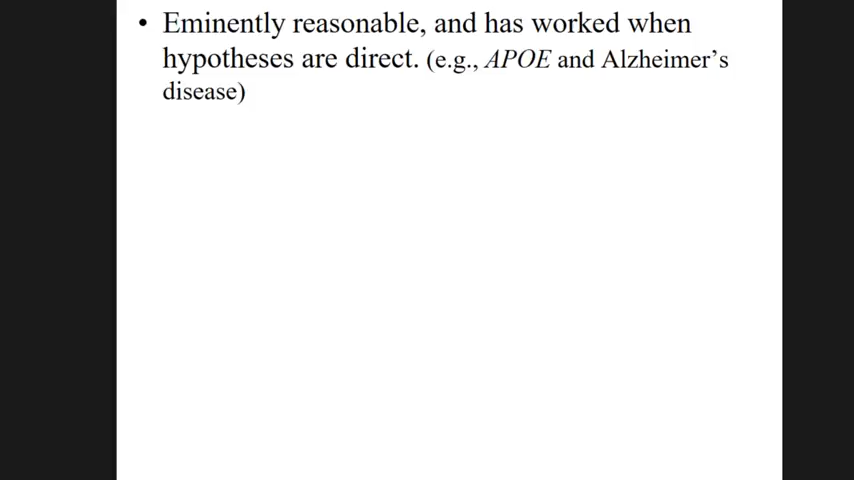 • Eminently reasonable, and has worked when
hypotheses are direct. (e.g., APOE and Alzheimer’s
disease)